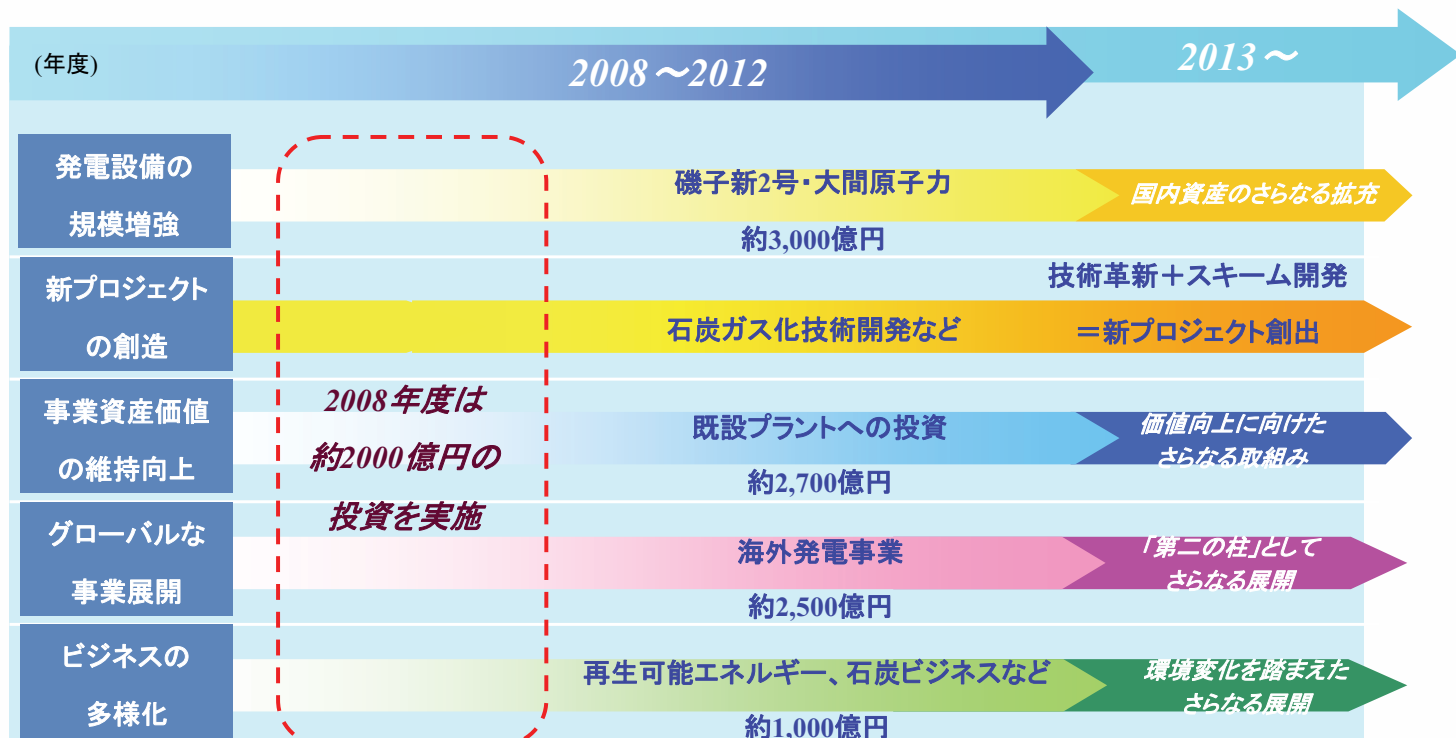 (年度)
2008～2012
2013～
発電設備の
規模増強
磯子新2号・大間原子力
約3,000億円
国内資産のさらなる拡充
新プロジェクト
の創造
石炭ガス化技術開発など
技術革新＋スキーム開発
＝新プロジェクト創出
事業資産価値
の維持向上
既設プラントへの投資
約2,700億円
価値向上に向けた
さらなる取組み
2008年度は
約2000億円の
投資を実施
グローバルな
事業展開
海外発電事業
約2,500億円
「第二の柱」として
さらなる展開
ビジネスの
多様化
再生可能エネルギー、石炭ビジネスなど
約1,000億円
環境変化を踏まえた
さらなる展開